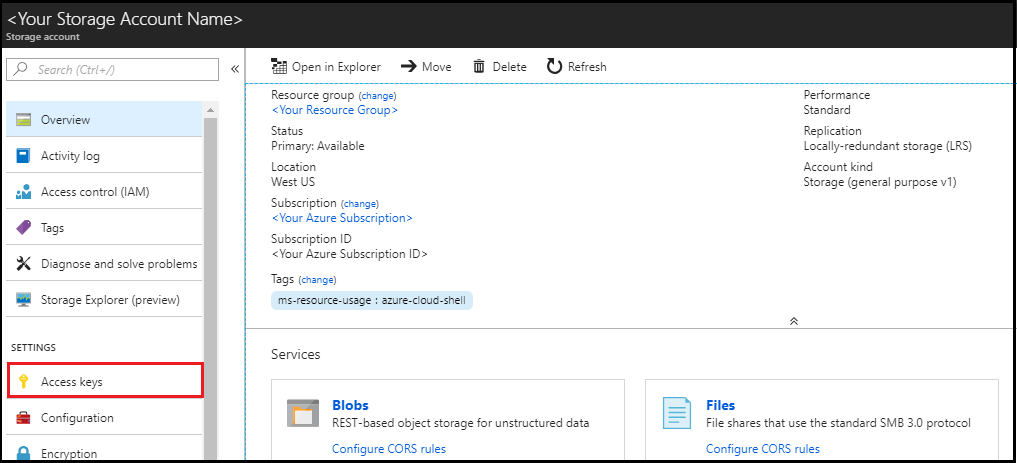 <Your Storage Account Name>
Storage account
Search (Ctrl+/)
«
Overview
Activity log
Access control (IAM)
Tags
Diagnose and solve problems
Storage Explorer (preview)
SETTINGS
Access keys
Configuration
Encryption
Open in Explorer
Move
Delete
Refresh
Resource group (change)
<Your Resource Group>
Status
Primary: Available
Location
West US
Subscription (change)
<Your Azure Subscription>
Subscription ID
<Your Azure Subscription ID>
Tags (change)
ms-resource-usage : azure-cloud-shell
Performance
Standard
Replication
Locally-redundant storage (LRS)
Account kind
Storage (general purpose v1)
Services
Blobs
REST-based object storage for unstructured data
Configure CORS rules
Files
File shares that use the standard SMB 3.0 protocol
Configure CORS rules